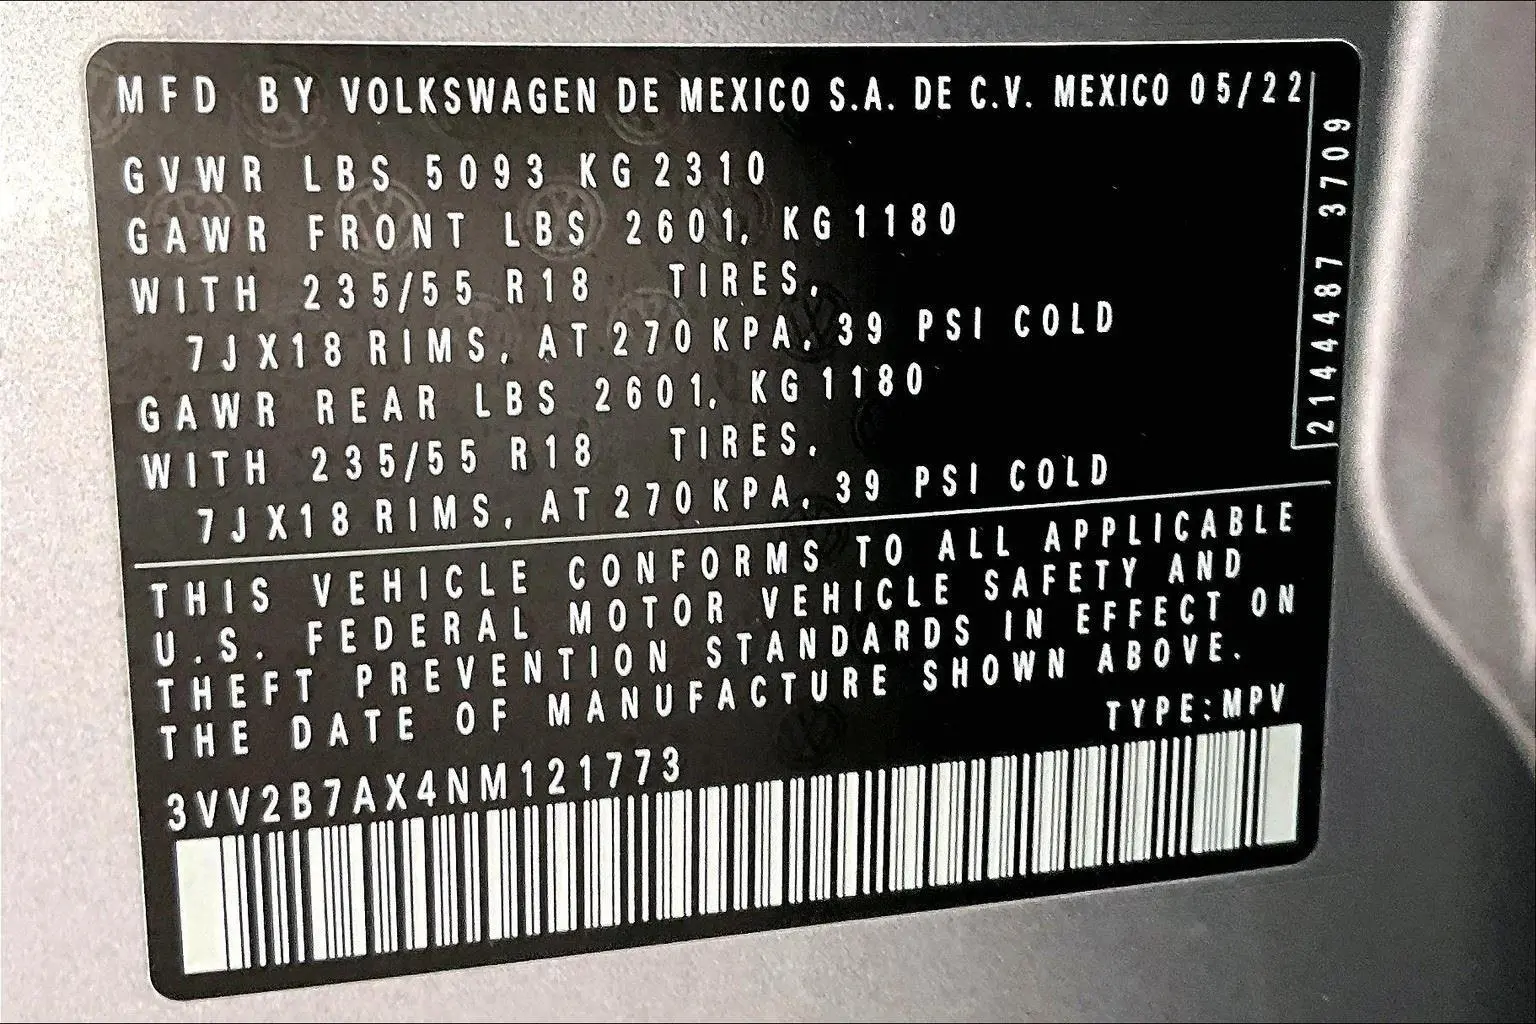 MFD BY VOLKSWAGEN DE MEXICO S.A. DE C.V. MEXICO 05/22
GVWR LBS 5093 KG 2310
GAWR FRONT LBS 2601, KG 1180
WITH 235/55 R18 TIRES,
7JX18 RIMS, AT 270 KPA, 39 PSI COLD
GAWR REAR LBS 2601, KG 1180
WITH 235/55 R18 TIRES,
7JX18 RIMS, AT 270 KPA, 39 PSI COLD
2144487 3709
THIS VEHICLE CONFORMS TO ALL APPLICABLE
U.S. FEDERAL MOTOR VEHICLE SAFETY AND
THEFT PREVENTION STANDARDS IN EFFECT ON
THE DATE OF MANUFACTURE SHOWN ABOVE.
TYPE:MPV
3VV2B7AX4NM121773